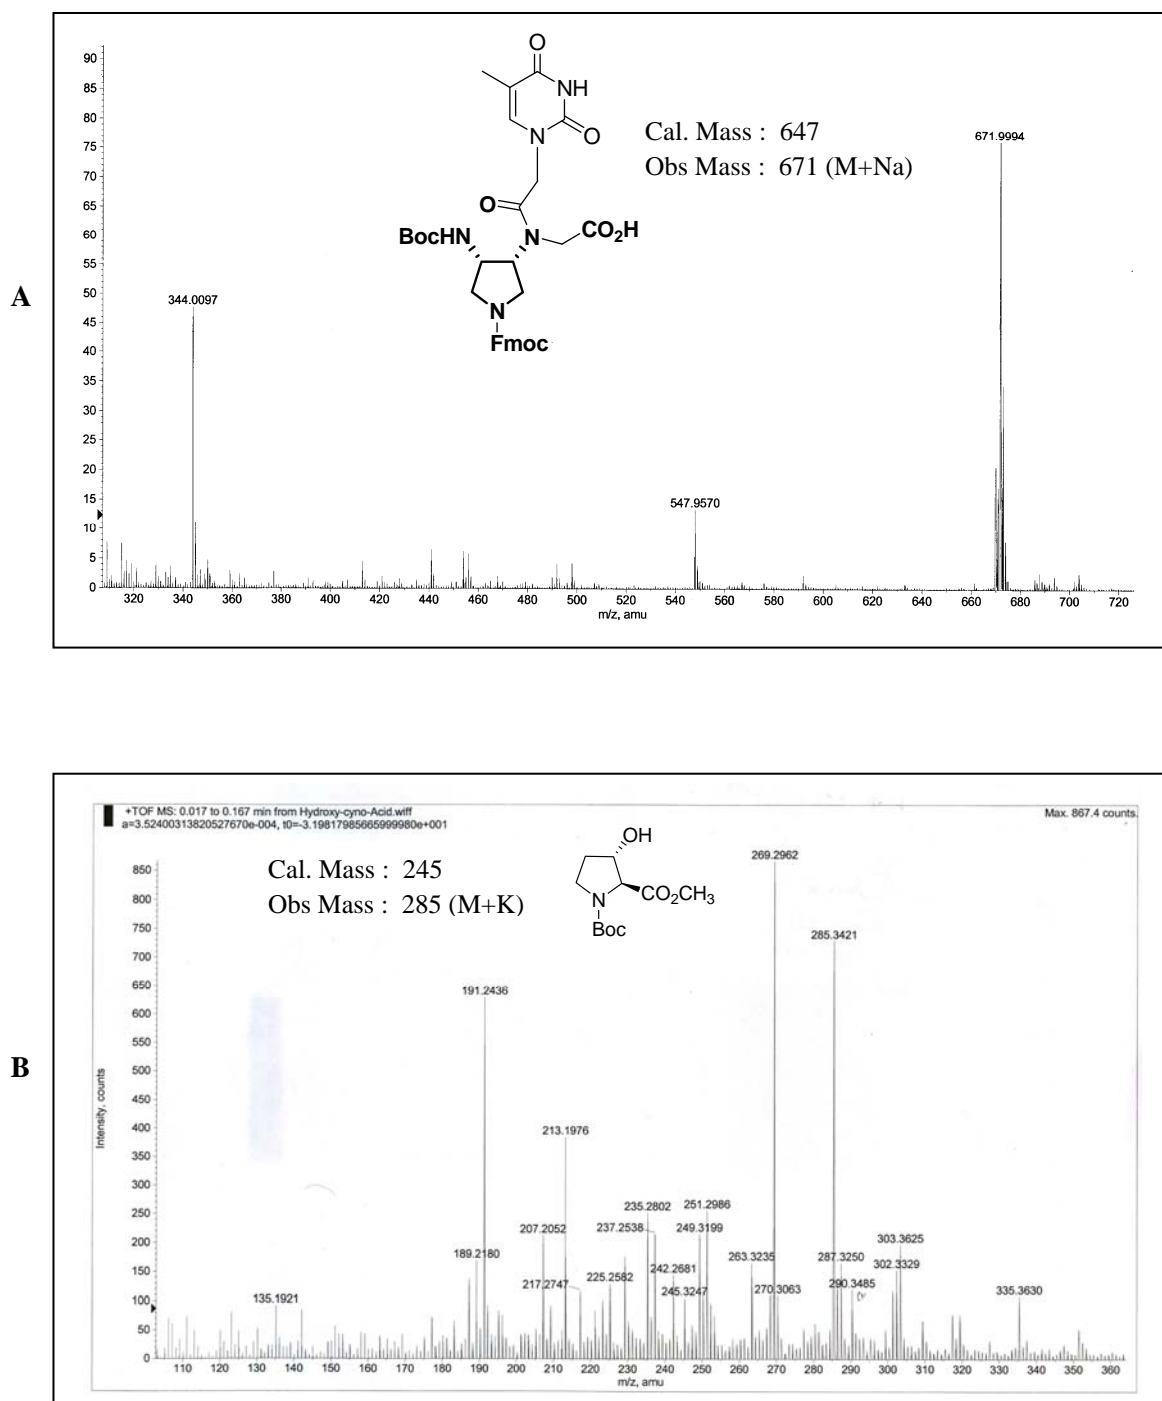 A
90
85
80
75
70
65
60
55
50
45
40
35
30
25
20
15
10
5
0
O
NH
N
O
O
N
CO₂H
BocHN
N
Fmoc
Cal. Mass : 647
Obs Mass : 671 (M+Na)
671.9994
344.0097
547.9570
320 340 360 380 400 420 440 460 480 500 520 540 560 580 600 620 640 660 680 700 720
m/z, amu
B
+TOF MS: 0.017 to 0.167 min from Hydroxy-cyno-Acid.wiff
a=3.52400313820527670e-004, t0=-3.19817985665999980e+001
Max. 867.4 counts.
Cal. Mass : 245
Obs Mass : 285 (M+K)
OH
N
CO₂CH₃
Boc
Intensity, counts
850
800
750
700
650
600
550
500
450
400
350
300
250
200
150
100
50
0
269.2962
285.3421
191.2436
213.1976
235.2802
251.2986
207.2052
237.2538
249.3199
303.3625
189.2180
263.3235
287.3250
302.3329
217.2747
225.2582
242.2681
245.3247
270.3063
290.3485
135.1921
335.3630
110 120 130 140 150 160 170 180 190 200 210 220 230 240 250 260 270 280 290 300 310 320 330 340 350 360
m/z, amu